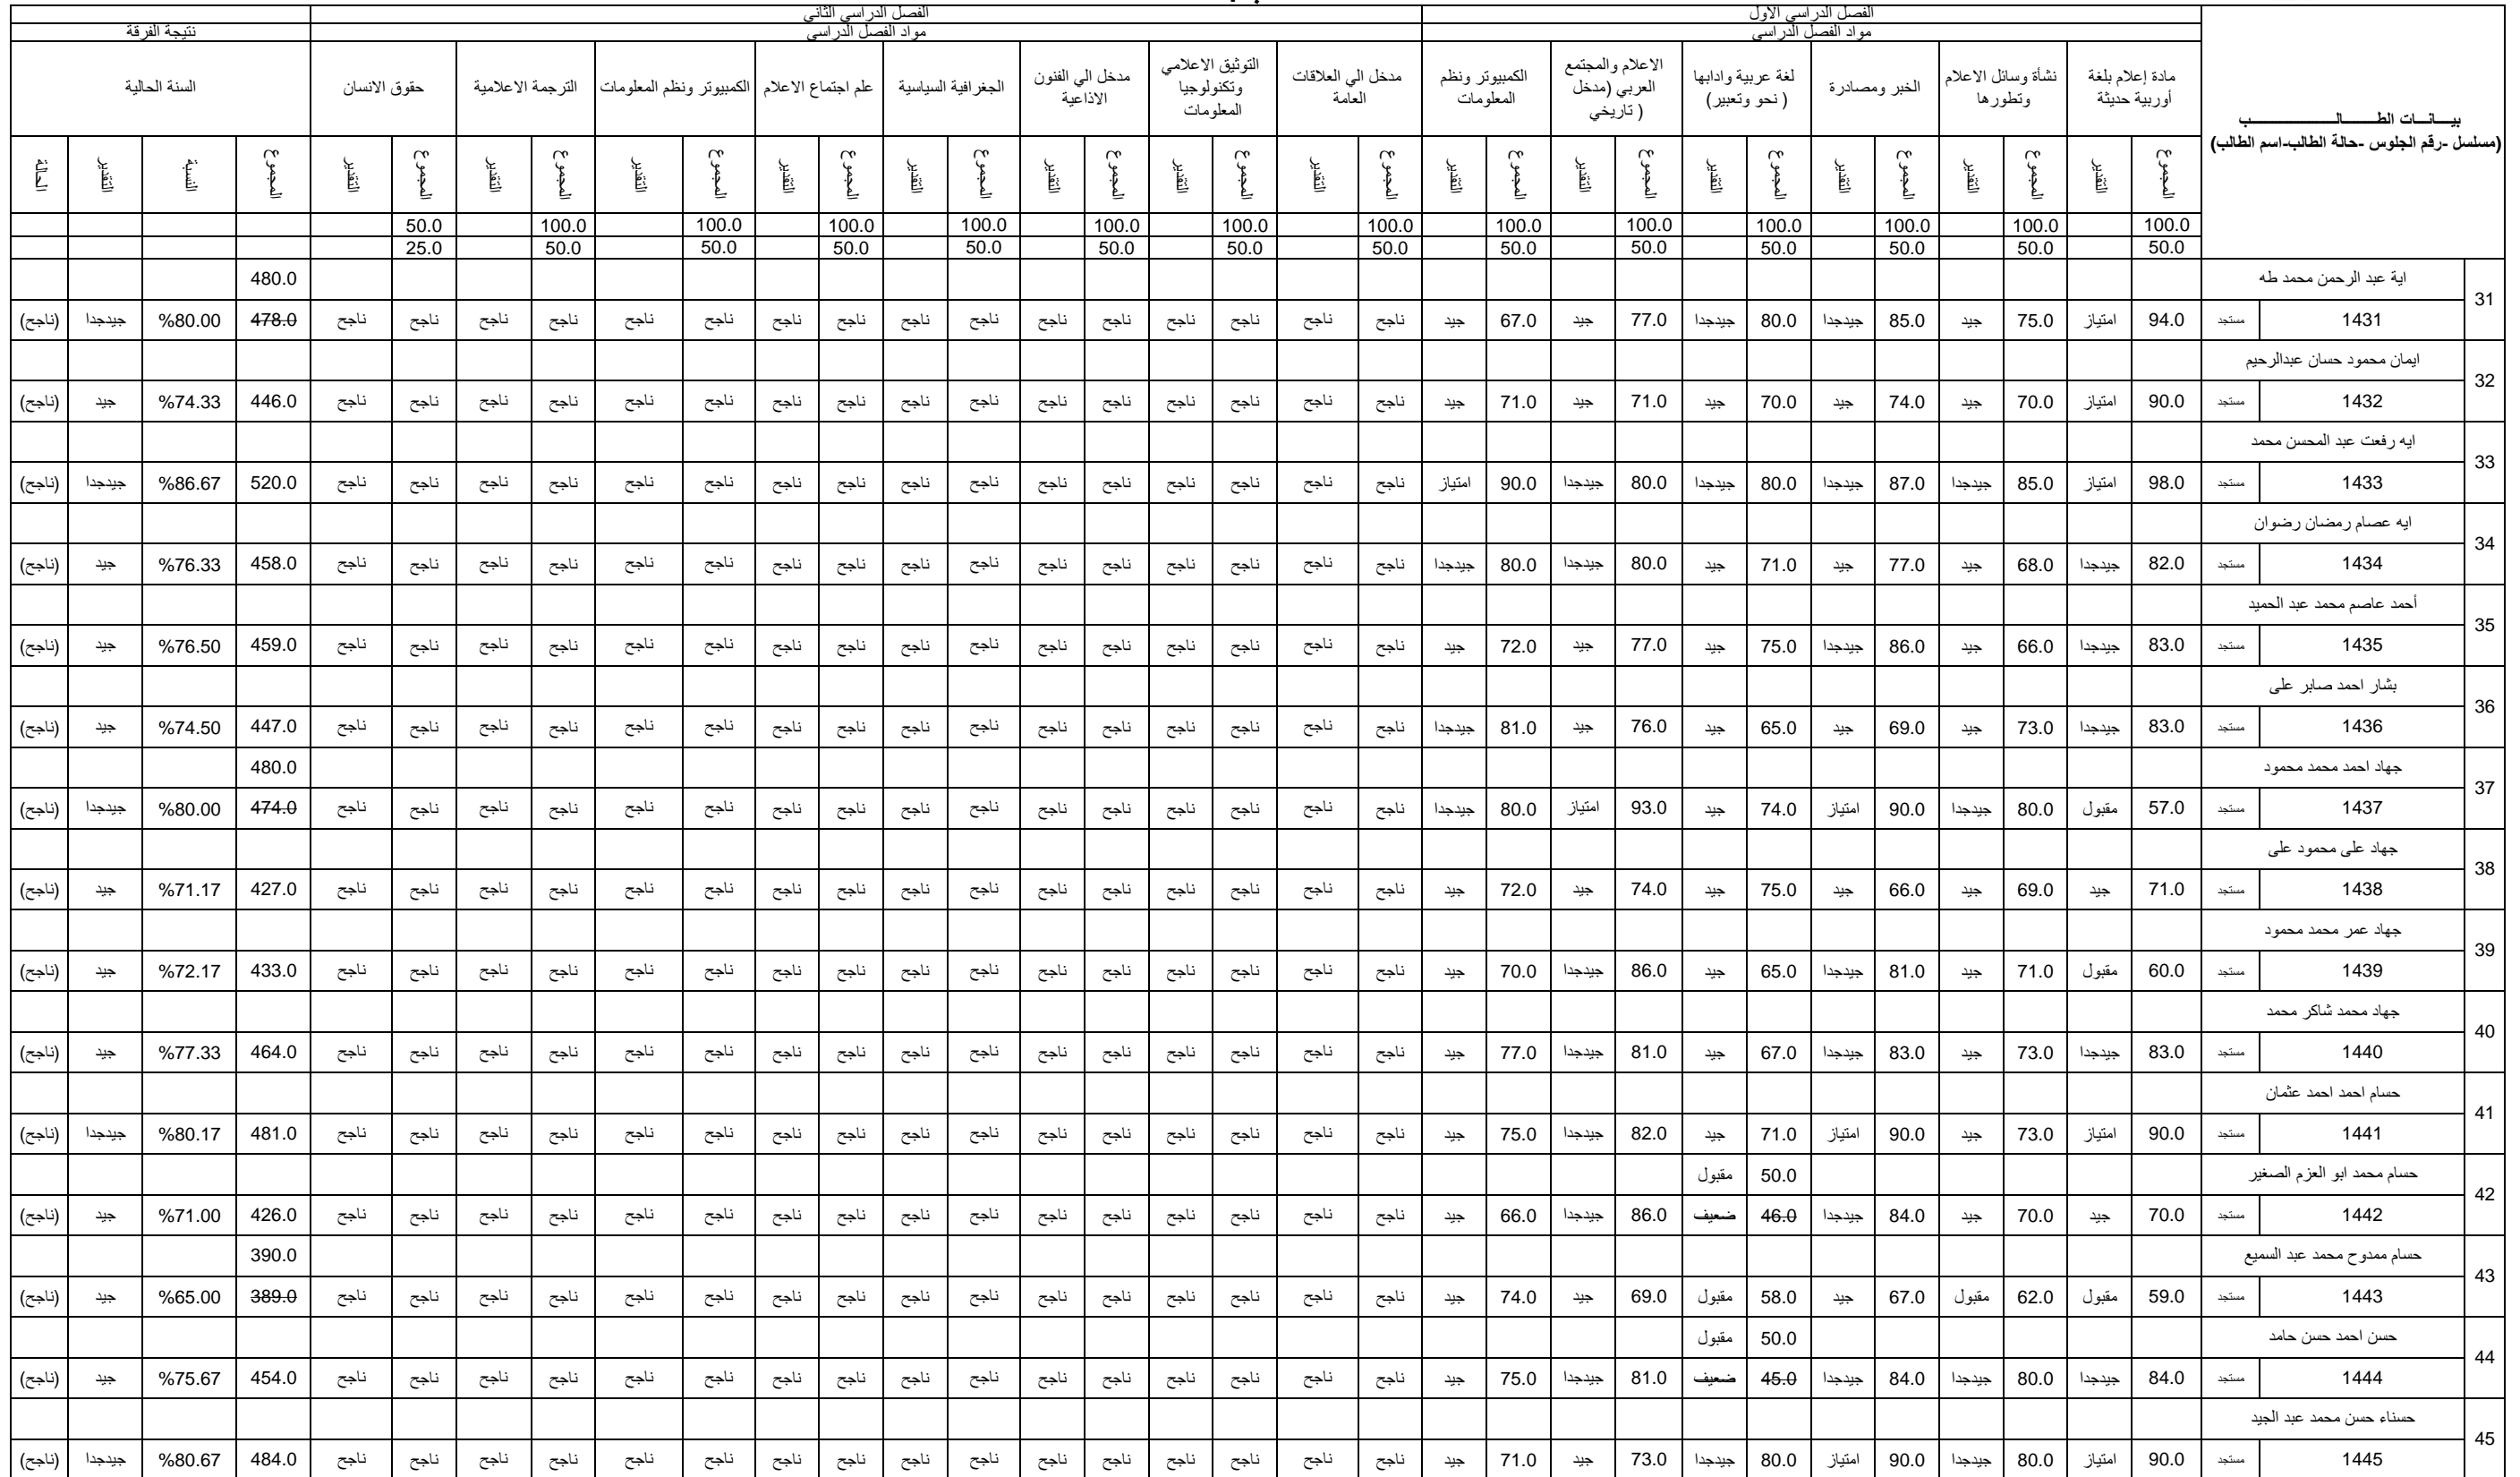 الفصل الدراسي الاول الفصل الدراسي الثاني
مواد الفصل الدراسي مواد الفصل الدراسي نتيجة الفرقة
بيـــانـــات الطـــــالـــــــــب
(مسلسل -رقم الجلوس -حالة الطالب-اسم الطالب)
مادة إعلام بلغة أوربية حديثة نشأة وسائل الاعلام وتطورها الخبر ومصادرة لغة عربية وادابها ( نحو وتعبير) الاعلام والمجتمع العربي (مدخل تاريخي ) الكمبيوتر ونظم المعلومات مدخل الي العلاقات العامة التوثيق الاعلامي وتكنولوجيا المعلومات مدخل الي الفنون الاذاعية الجغرافية السياسية علم اجتماع الاعلام الكمبيوتر ونظم المعلومات الترجمة الاعلامية حقوق الانسان السنة الحالية
المجموع التقدير المجموع التقدير المجموع التقدير المجموع التقدير المجموع التقدير المجموع التقدير المجموع التقدير المجموع التقدير المجموع التقدير المجموع التقدير المجموع التقدير المجموع التقدير المجموع التقدير المجموع التقدير المجموع النسبة التقدير الحالة
100.0 100.0 100.0 100.0 100.0 100.0 100.0 100.0 100.0 100.0 100.0 100.0 100.0 50.0
50.0 50.0 50.0 50.0 50.0 50.0 50.0 50.0 50.0 50.0 50.0 50.0 50.0 25.0
31 اية عبد الرحمن محمد طه 480.0
1431 مستجد 94.0 امتياز 75.0 جيد 85.0 جيدجدا 80.0 جيدجدا 77.0 جيد 67.0 جيد ناجح ناجح ناجح ناجح ناجح ناجح ناجح ناجح ناجح ناجح ناجح ناجح ناجح ناجح ناجح ناجح 478.0 %80.00 جيدجدا (ناجح)
32 ايمان محمود حسان عبدالرحيم
1432 مستجد 90.0 امتياز 70.0 جيد 74.0 جيد 70.0 جيد 71.0 جيد 71.0 جيد ناجح ناجح ناجح ناجح ناجح ناجح ناجح ناجح ناجح ناجح ناجح ناجح ناجح ناجح ناجح ناجح 446.0 %74.33 جيد (ناجح)
33 ايه رفعت عبد المحسن محمد
1433 مستجد 98.0 امتياز 85.0 جيدجدا 87.0 جيدجدا 80.0 جيدجدا 80.0 جيدجدا 90.0 امتياز ناجح ناجح ناجح ناجح ناجح ناجح ناجح ناجح ناجح ناجح ناجح ناجح ناجح ناجح ناجح ناجح 520.0 %86.67 جيدجدا (ناجح)
34 ايه عصام رمضان رضوان
1434 مستجد 82.0 جيدجدا 68.0 جيد 77.0 جيد 71.0 جيد 80.0 جيدجدا 80.0 جيدجدا ناجح ناجح ناجح ناجح ناجح ناجح ناجح ناجح ناجح ناجح ناجح ناجح ناجح ناجح ناجح ناجح 458.0 %76.33 جيد (ناجح)
35 أحمد عاصم محمد عبد الحميد
1435 مستجد 83.0 جيدجدا 66.0 جيد 86.0 جيدجدا 75.0 جيد 77.0 جيد 72.0 جيد ناجح ناجح ناجح ناجح ناجح ناجح ناجح ناجح ناجح ناجح ناجح ناجح ناجح ناجح ناجح ناجح 459.0 %76.50 جيد (ناجح)
36 بشار احمد صابر على
1436 مستجد 83.0 جيدجدا 73.0 جيد 69.0 جيد 65.0 جيد 76.0 جيد 81.0 جيدجدا ناجح ناجح ناجح ناجح ناجح ناجح ناجح ناجح ناجح ناجح ناجح ناجح ناجح ناجح ناجح ناجح 447.0 %74.50 جيد (ناجح)
37 جهاد احمد محمد محمود 480.0
1437 مستجد 57.0 مقبول 80.0 جيدجدا 90.0 امتياز 74.0 جيد 93.0 امتياز 80.0 جيدجدا ناجح ناجح ناجح ناجح ناجح ناجح ناجح ناجح ناجح ناجح ناجح ناجح ناجح ناجح ناجح ناجح 474.0 %80.00 جيدجدا (ناجح)
38 جهاد على محمود على
1438 مستجد 71.0 جيد 69.0 جيد 66.0 جيد 75.0 جيد 74.0 جيد 72.0 جيد ناجح ناجح ناجح ناجح ناجح ناجح ناجح ناجح ناجح ناجح ناجح ناجح ناجح ناجح ناجح ناجح 427.0 %71.17 جيد (ناجح)
39 جهاد عمر محمد محمود
1439 مستجد 60.0 مقبول 71.0 جيد 81.0 جيدجدا 65.0 جيد 86.0 جيدجدا 70.0 جيد ناجح ناجح ناجح ناجح ناجح ناجح ناجح ناجح ناجح ناجح ناجح ناجح ناجح ناجح ناجح ناجح 433.0 %72.17 جيد (ناجح)
40 جهاد محمد شاكر محمد
1440 مستجد 83.0 جيدجدا 73.0 جيد 83.0 جيدجدا 67.0 جيد 81.0 جيدجدا 77.0 جيد ناجح ناجح ناجح ناجح ناجح ناجح ناجح ناجح ناجح ناجح ناجح ناجح ناجح ناجح ناجح ناجح 464.0 %77.33 جيد (ناجح)
41 حسام احمد احمد عثمان
1441 مستجد 90.0 امتياز 73.0 جيد 90.0 امتياز 71.0 جيد 82.0 جيدجدا 75.0 جيد ناجح ناجح ناجح ناجح ناجح ناجح ناجح ناجح ناجح ناجح ناجح ناجح ناجح ناجح ناجح ناجح 481.0 %80.17 جيدجدا (ناجح)
42 حسام محمد ابو العزم الصغير 50.0 مقبول
1442 مستجد 70.0 جيد 70.0 جيد 84.0 جيدجدا 46.0 ضعيف 86.0 جيدجدا 66.0 جيد ناجح ناجح ناجح ناجح ناجح ناجح ناجح ناجح ناجح ناجح ناجح ناجح ناجح ناجح ناجح ناجح 426.0 %71.00 جيد (ناجح)
43 حسام ممدوح محمد عبد السميع 390.0
1443 مستجد 59.0 مقبول 62.0 مقبول 67.0 جيد 58.0 مقبول 69.0 جيد 74.0 جيد ناجح ناجح ناجح ناجح ناجح ناجح ناجح ناجح ناجح ناجح ناجح ناجح ناجح ناجح ناجح ناجح 389.0 %65.00 جيد (ناجح)
44 حسن احمد حسن حامد 50.0 مقبول
1444 مستجد 84.0 جيدجدا 80.0 جيدجدا 84.0 جيدجدا 45.0 ضعيف 81.0 جيدجدا 75.0 جيد ناجح ناجح ناجح ناجح ناجح ناجح ناجح ناجح ناجح ناجح ناجح ناجح ناجح ناجح ناجح ناجح 454.0 %75.67 جيد (ناجح)
45 حسناء حسن محمد عبد الجيد
1445 مستجد 90.0 امتياز 80.0 جيدجدا 90.0 امتياز 80.0 جيدجدا 73.0 جيد 71.0 جيد ناجح ناجح ناجح ناجح ناجح ناجح ناجح ناجح ناجح ناجح ناجح ناجح ناجح ناجح ناجح ناجح 484.0 %80.67 جيدجدا (ناجح)